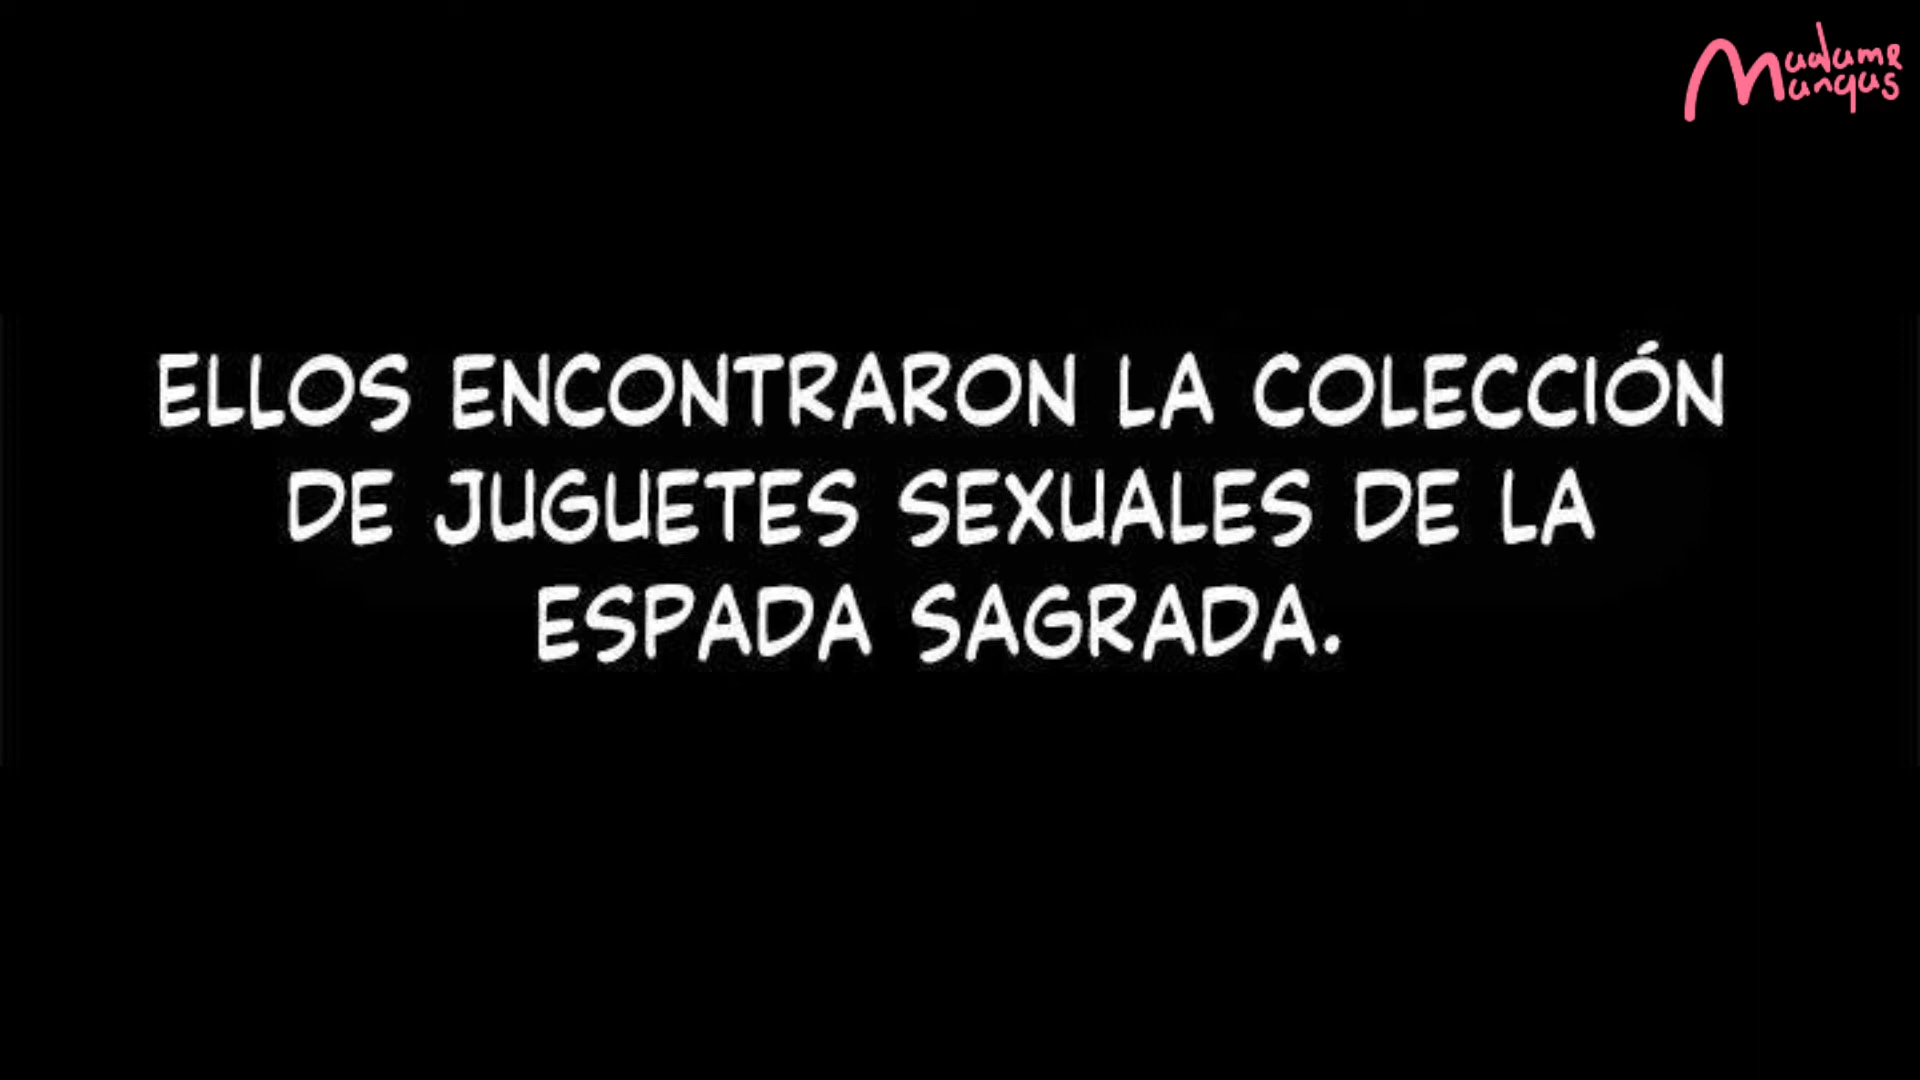 Madame
Mangas
ELLOS ENCONTRARON LA COLECCIÓN
DE JUGUETES SEXUALES DE LA
ESPADA SAGRADA.